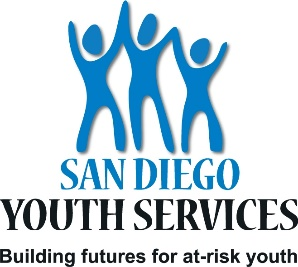 SAN DIEGO
YOUTH SERVICES
Building futures for at-risk youth